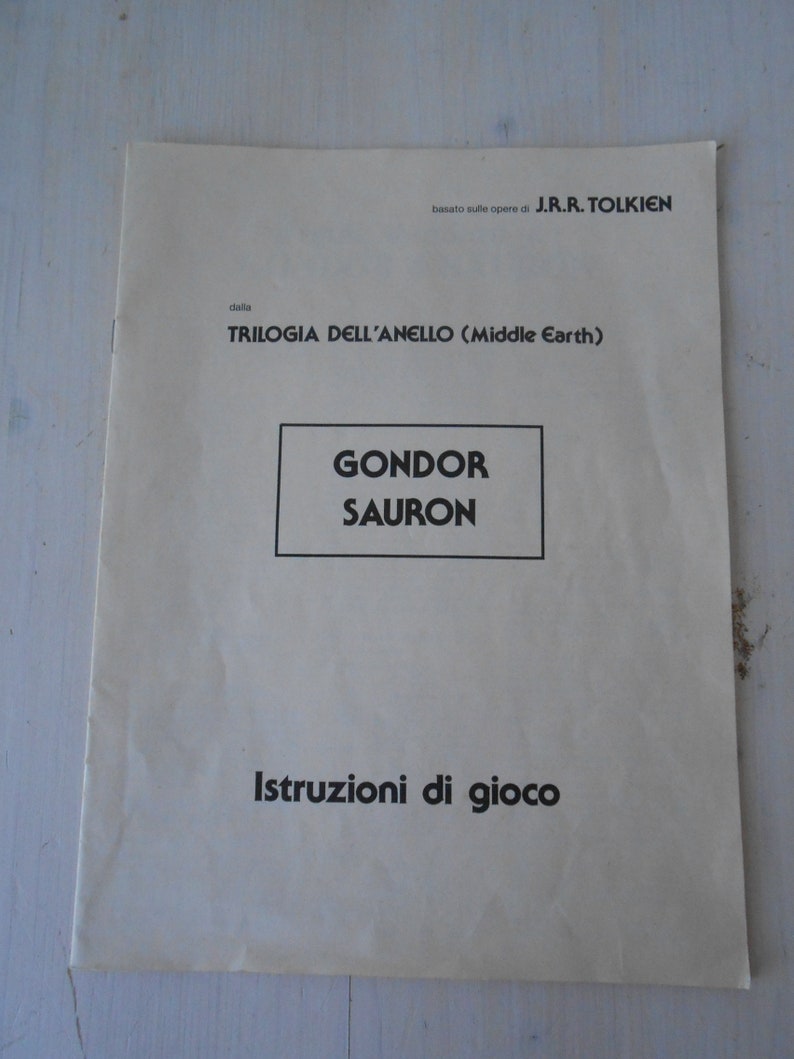 basato sulle opere di J.R.R. TOLKIEN
dalla
TRILOGIA DELL'ANELLO (Middle Earth)
GONDOR
SAURON
Istruzioni di gioco